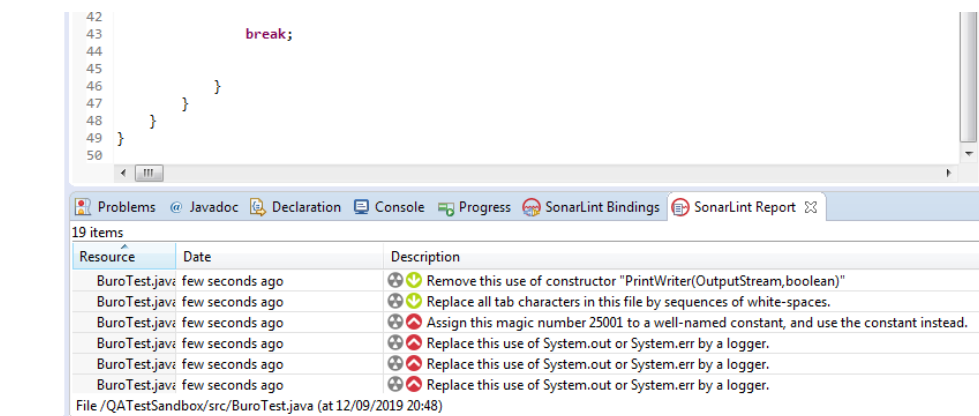 42
43 break;
44
45
46 }
47 }
48 }
49 }
50
Problems @ Javadoc Declaration Console Progress SonarLint Bindings SonarLint Report
19 items
Resource Date Description
BuroTest.java few seconds ago Remove this use of constructor "PrintWriter(OutputStream,boolean)"
BuroTest.java few seconds ago Replace all tab characters in this file by sequences of white-spaces.
BuroTest.java few seconds ago Assign this magic number 25001 to a well-named constant, and use the constant instead.
BuroTest.java few seconds ago Replace this use of System.out or System.err by a logger.
BuroTest.java few seconds ago Replace this use of System.out or System.err by a logger.
BuroTest.java few seconds ago Replace this use of System.out or System.err by a logger.
File /QATestSandbox/src/BuroTest.java (at 12/09/2019 20:48)